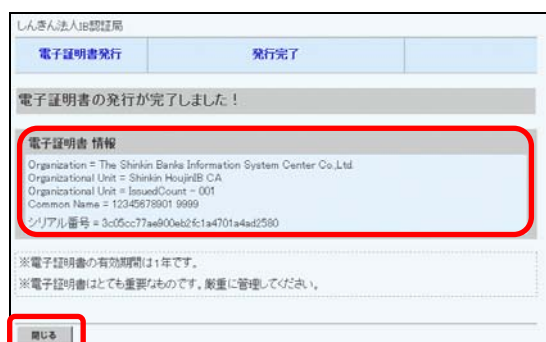 しんきん法人IB認証局
電子証明書発行 発行完了
電子証明書の発行が完了しました！
電子証明書 情報
Organization = The Shinkin Banks Information System Center Co.,Ltd.
Organizational Unit = Shinkin HoujinIB CA
Organizational Unit = IssuedCount - 001
Common Name = 12345678901 9999
シリアル番号 = 3c05cc77ae900eb2fc1a4701a4ad2580
※電子証明書の有効期間は1年です。
※電子証明書はとても重要なものです。厳重に管理してください。
閉じる